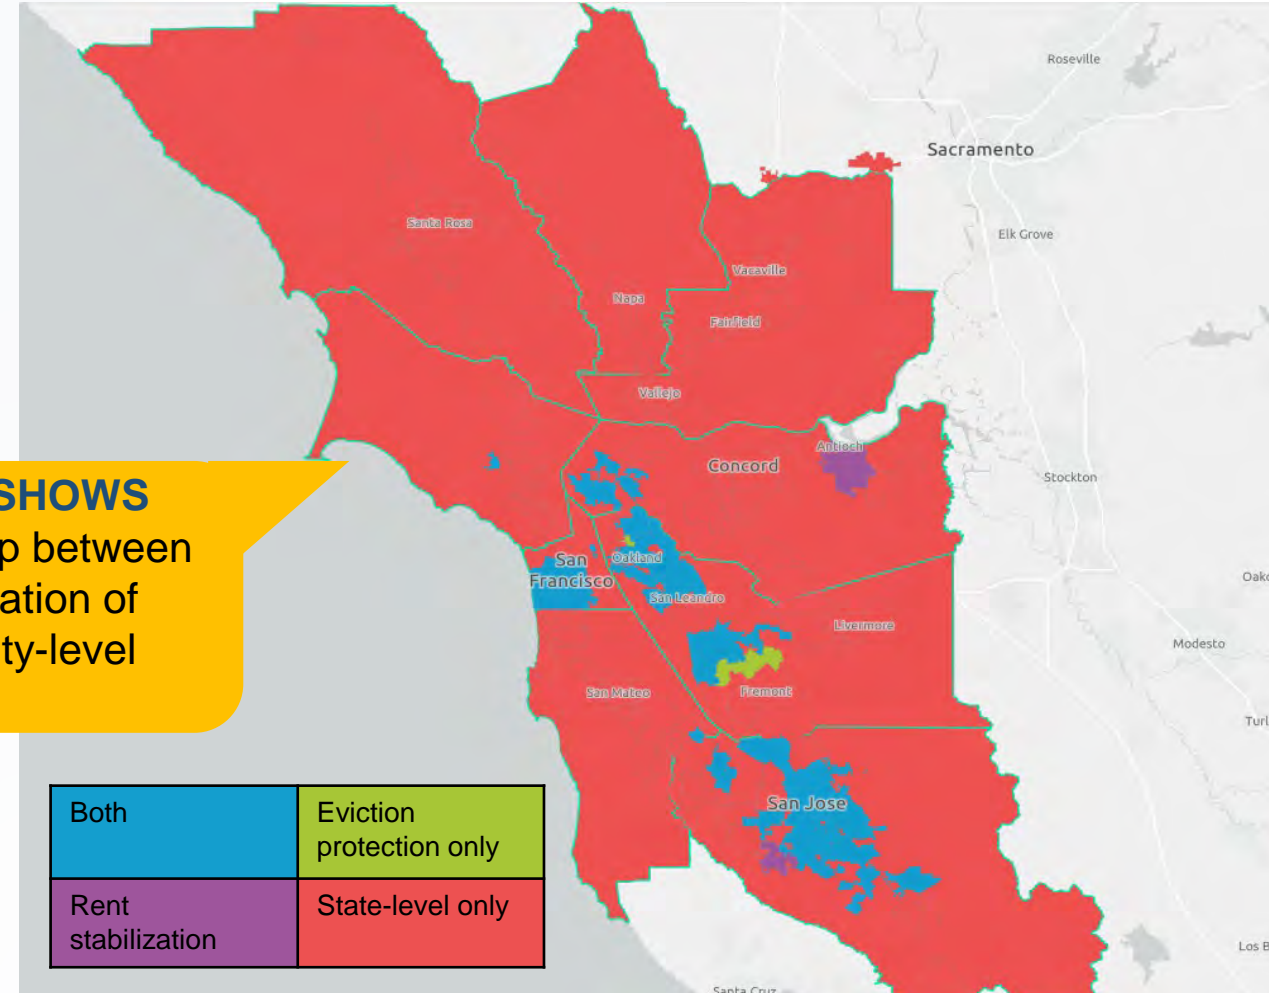 Roseville
Sacramento
Elk Grove
Santa Rosa
Vacaville
Napa
Fairfield
Vallejo
Antioch
Concord
Stockton
SHOWS
p between
ation of
ty-level
San
Francisco
Oakland
San Leandro
Oak
Livermore
Modesto
San Mateo
Fremont
Turl
San Jose
Both
Eviction
protection only
Rent
stabilization
State-level only
Los B
Santa Cruz